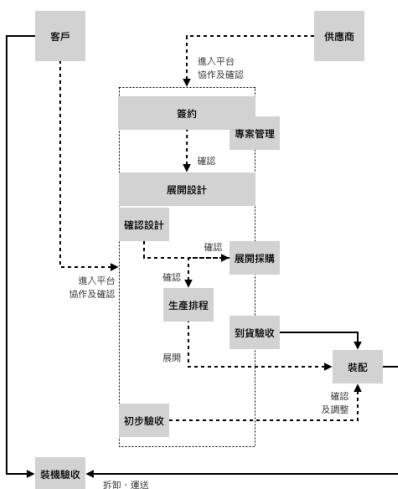 客戶
供應商
進入平台
協作及確認
簽約
專案管理
確認
展開設計
確認設計
確認
展開採購
進入平台
協作及確認
確認
生產排程
到貨驗收
展開
裝配
確認
及調整
初步驗收
裝機驗收
拆卸、運送